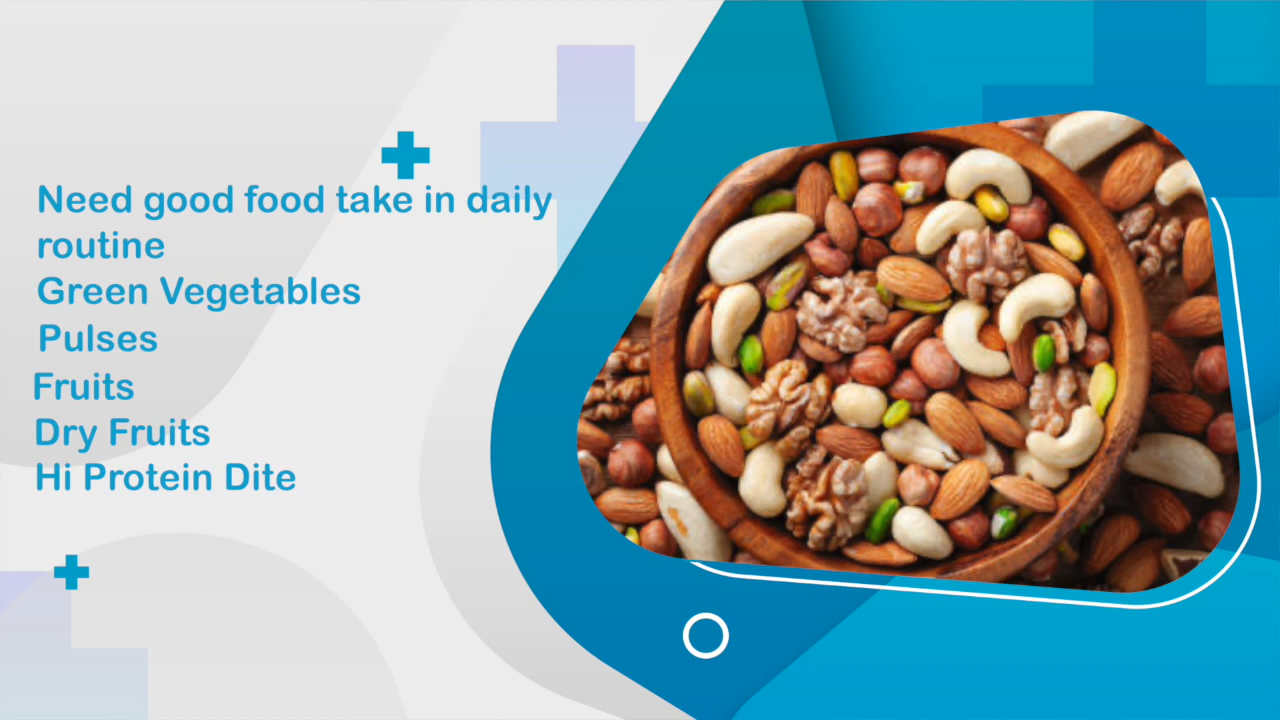 Need good food take in daily
routine
Green Vegetables
Pulses
Fruits
Dry Fruits
Hi Protein Dite